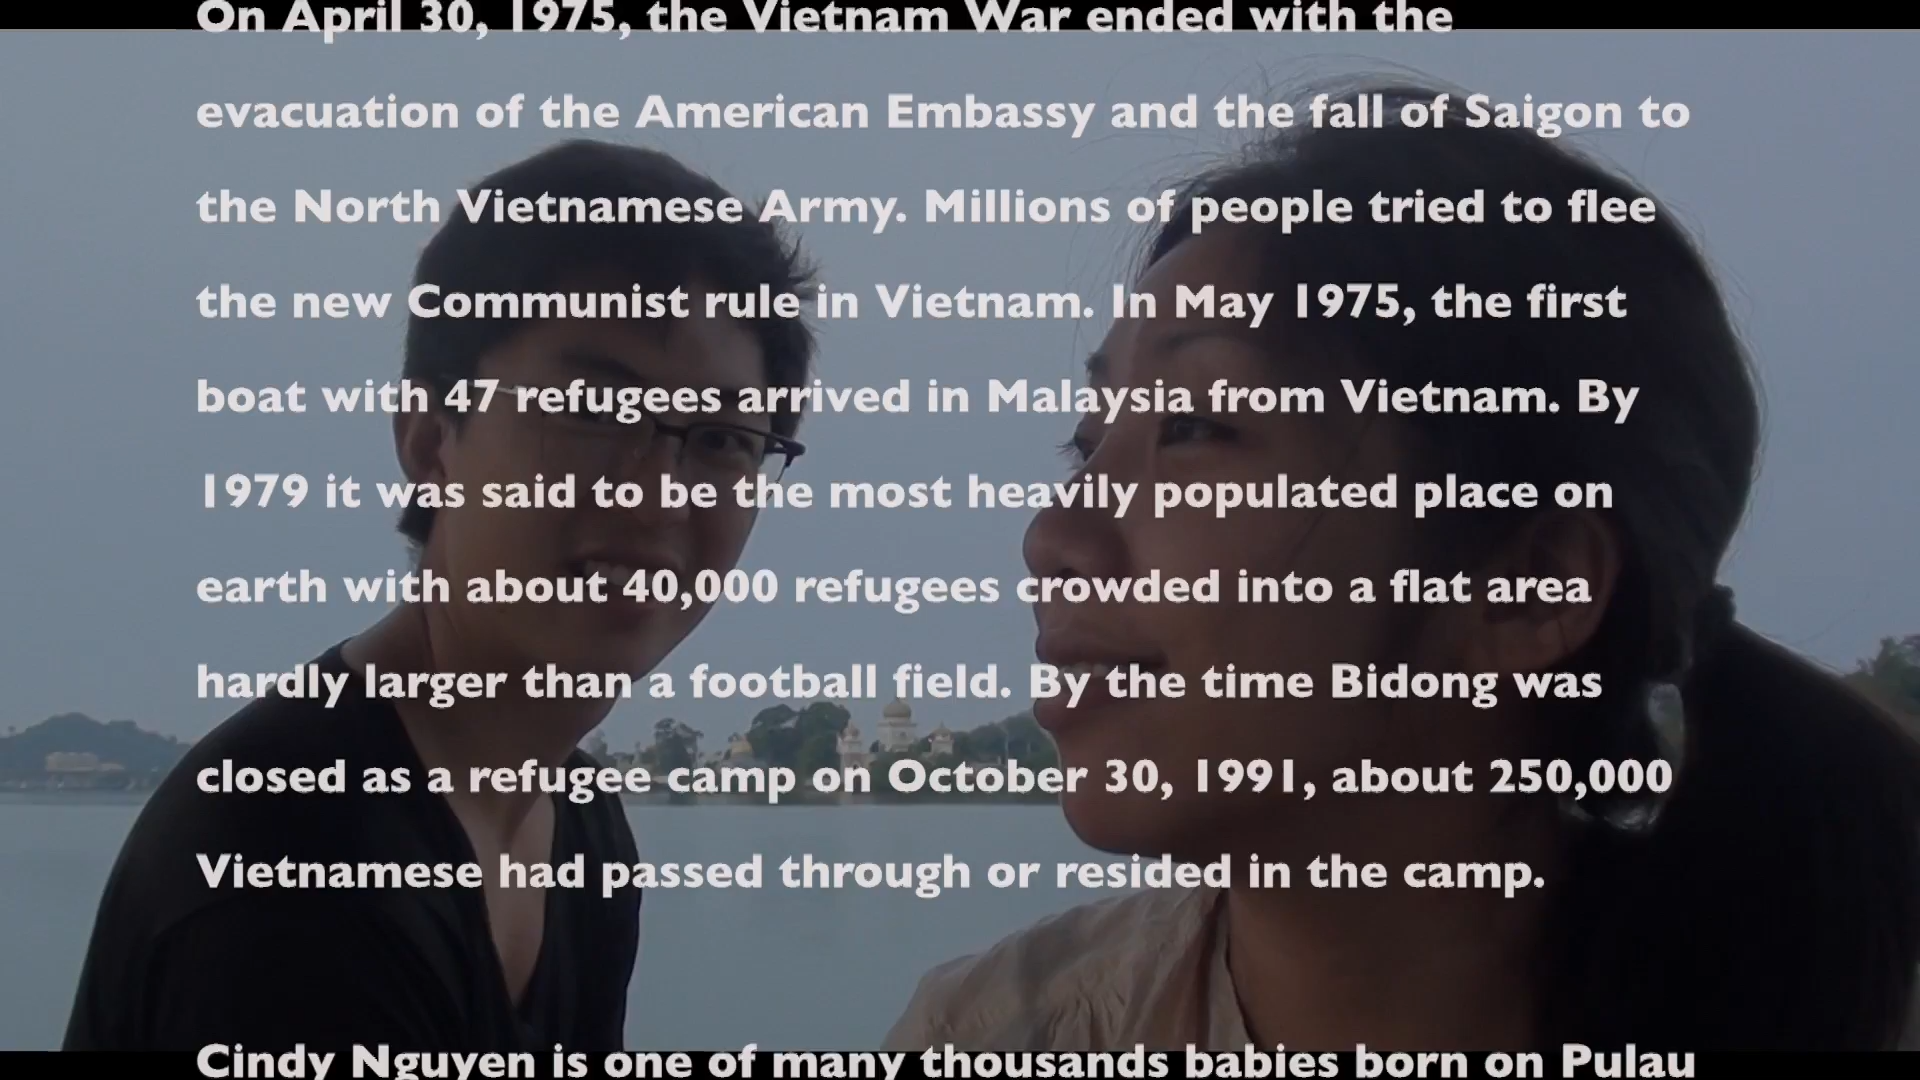 On April 30, 1975, the Vietnam War ended with the
evacuation of the American Embassy and the fall of Saigon to
the North Vietnamese Army. Millions of people tried to flee
the new Communist rule in Vietnam. In May 1975, the first
boat with 47 refugees arrived in Malaysia from Vietnam. By
1979 it was said to be the most heavily populated place on
earth with about 40,000 refugees crowded into a flat area
hardly larger than a football field. By the time Bidong was
closed as a refugee camp on October 30, 1991, about 250,000
Vietnamese had passed through or resided in the camp.
Cindy Nguyen is one of many thousands babies born on Pulau